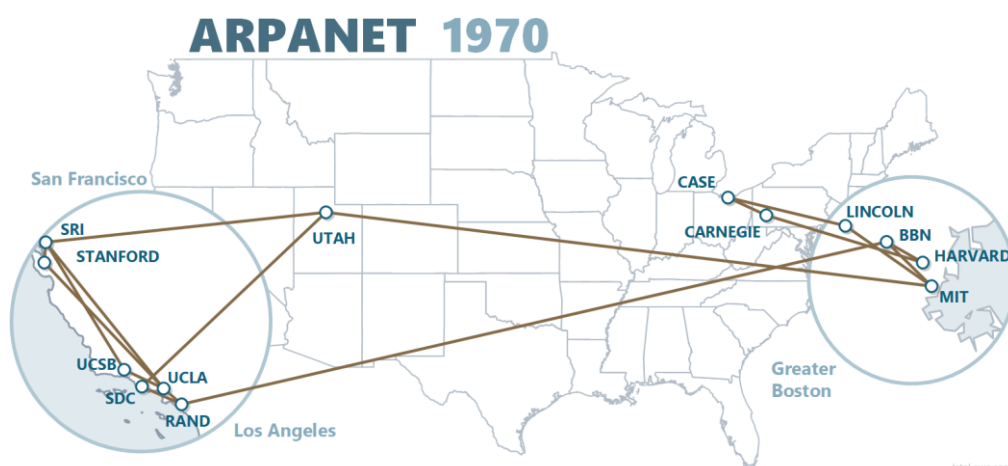 ARPANET 1970
San Francisco
SRI
STANFORD
UTAH
CASE
CARNEGIE
LINCOLN
BBN
HARVARD
MIT
UCSB
UCLA
SDC
RAND
Los Angeles
Greater
Boston